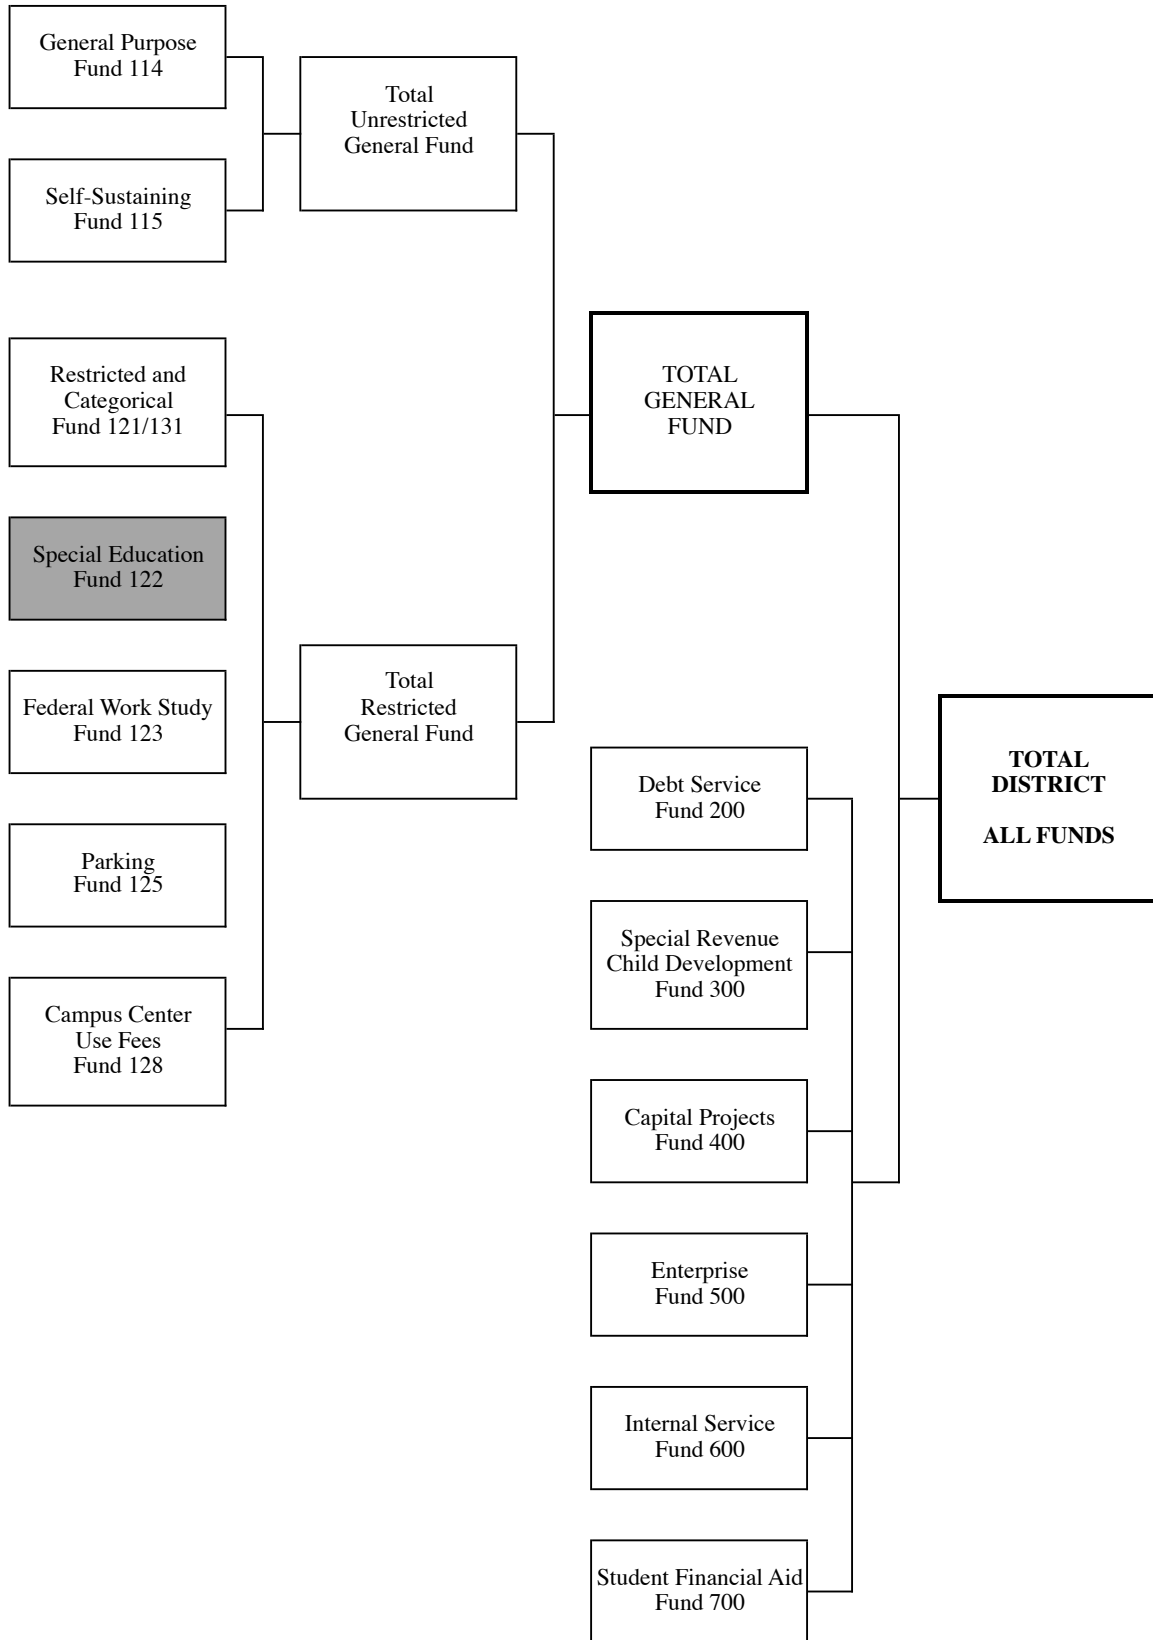 General Purpose
Fund 114
Total
Unrestricted
General Fund
Self-Sustaining
Fund 115
Restricted and
Categorical
Fund 121/131
TOTAL
GENERAL
FUND
Special Education
Fund 122
Federal Work Study
Fund 123
Total
Restricted
General Fund
Parking
Fund 125
Campus Center
Use Fees
Fund 128
Debt Service
Fund 200
Special Revenue
Child Development
Fund 300
Capital Projects
Fund 400
Enterprise
Fund 500
Internal Service
Fund 600
Student Financial Aid
Fund 700
TOTAL
DISTRICT
ALL FUNDS